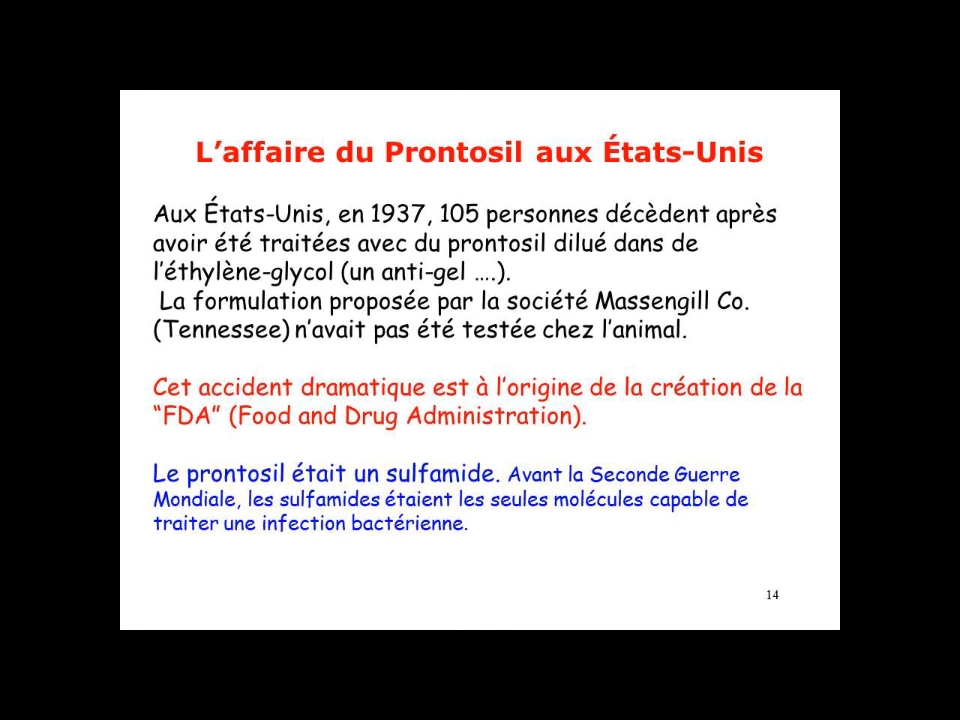 L’affaire du Prontosil aux États-Unis
Aux États-Unis, en 1937, 105 personnes décèdent après
avoir été traitées avec du prontosil dilué dans de
l’éthylène-glycol (un anti-gel ….).
La formulation proposée par la société Massengill Co.
(Tennessee) n’avait pas été testée chez l’animal.
Cet accident dramatique est à l’origine de la création de la
“FDA” (Food and Drug Administration).
Le prontosil était un sulfamide. Avant la Seconde Guerre
Mondiale, les sulfamides étaient les seules molécules capable de
traiter une infection bactérienne.
14